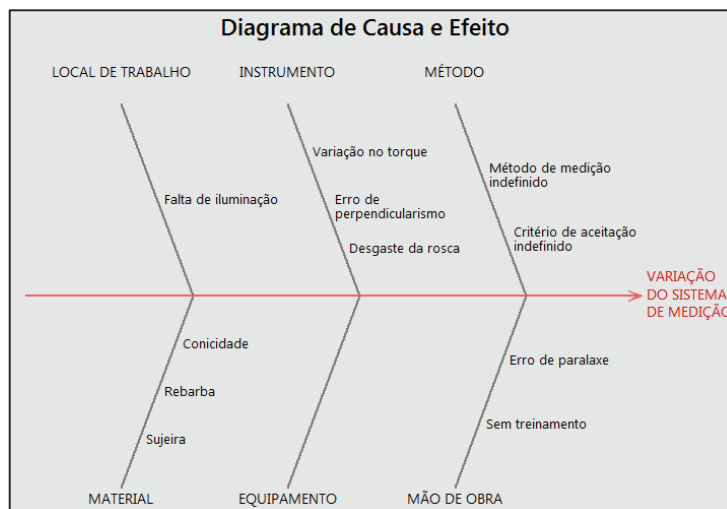 Diagrama de Causa e Efeito
LOCAL DE TRABALHO
INSTRUMENTO
MÉTODO
Variação no torque
Método de medição
indefinido
Falta de iluminação
Erro de
perpendicularismo
Critério de aceitação
indefinido
Desgaste da rosca
VARIAÇÃO
DO SISTEMA
DE MEDIÇÃO
Conicidade
Erro de paralaxe
Rebarba
Sem treinamento
Sujeira
MATERIAL
EQUIPAMENTO
MÃO DE OBRA